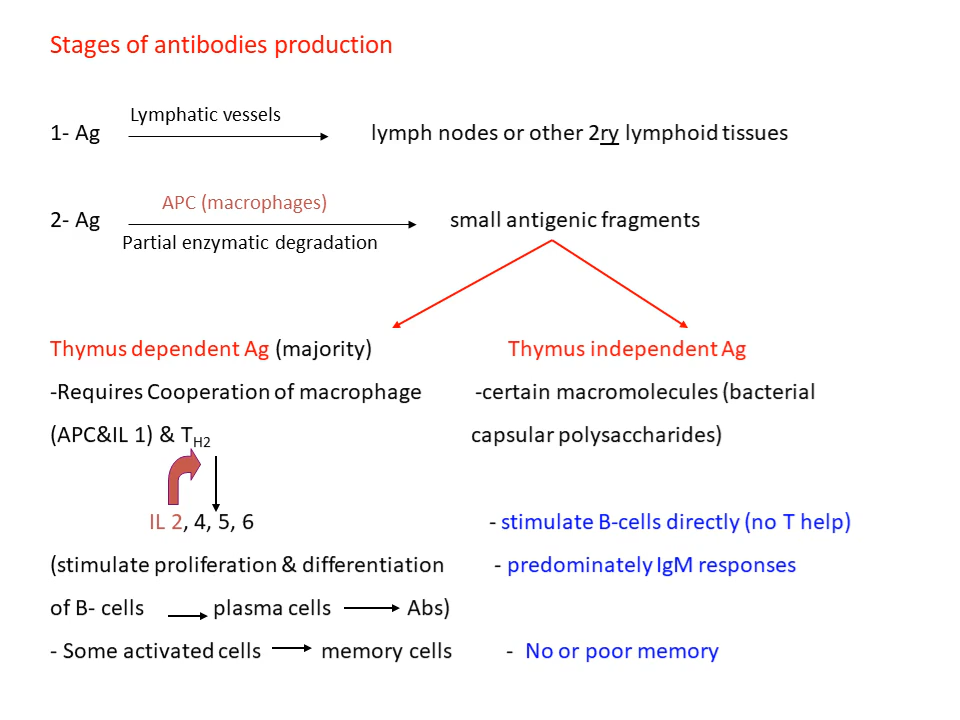 Stages of antibodies production
Lymphatic vessels
1- Ag lymph nodes or other 2ry lymphoid tissues
APC (macrophages)
2- Ag small antigenic fragments
Partial enzymatic degradation
Thymus dependent Ag (majority)
-Requires Cooperation of macrophage
(APC&IL 1) & TH2
IL 2, 4, 5, 6
(stimulate proliferation & differentiation
of B- cells plasma cells Abs)
- Some activated cells memory cells
Thymus independent Ag
-certain macromolecules (bacterial
capsular polysaccharides)
- stimulate B-cells directly (no T help)
- predominately IgM responses
- No or poor memory